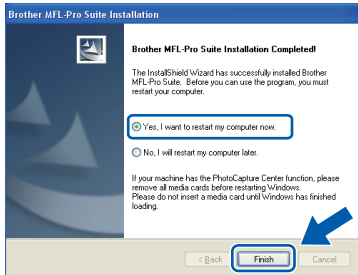 Brother MFL-Pro Suite Installation
Brother MFL-Pro Suite Installation Completed!
The InstallShield Wizard has successfully installed Brother
MFL-Pro Suite.  Before you can use the program, you must
restart your computer.
Yes, I want to restart my computer now.
No, I will restart my computer later.
If your machine has the PhotoCapture Center function, please
remove all media cards before restarting Windows.
Please do not insert a media card until Windows has finished
loading.
< Back
Finish
Cancel